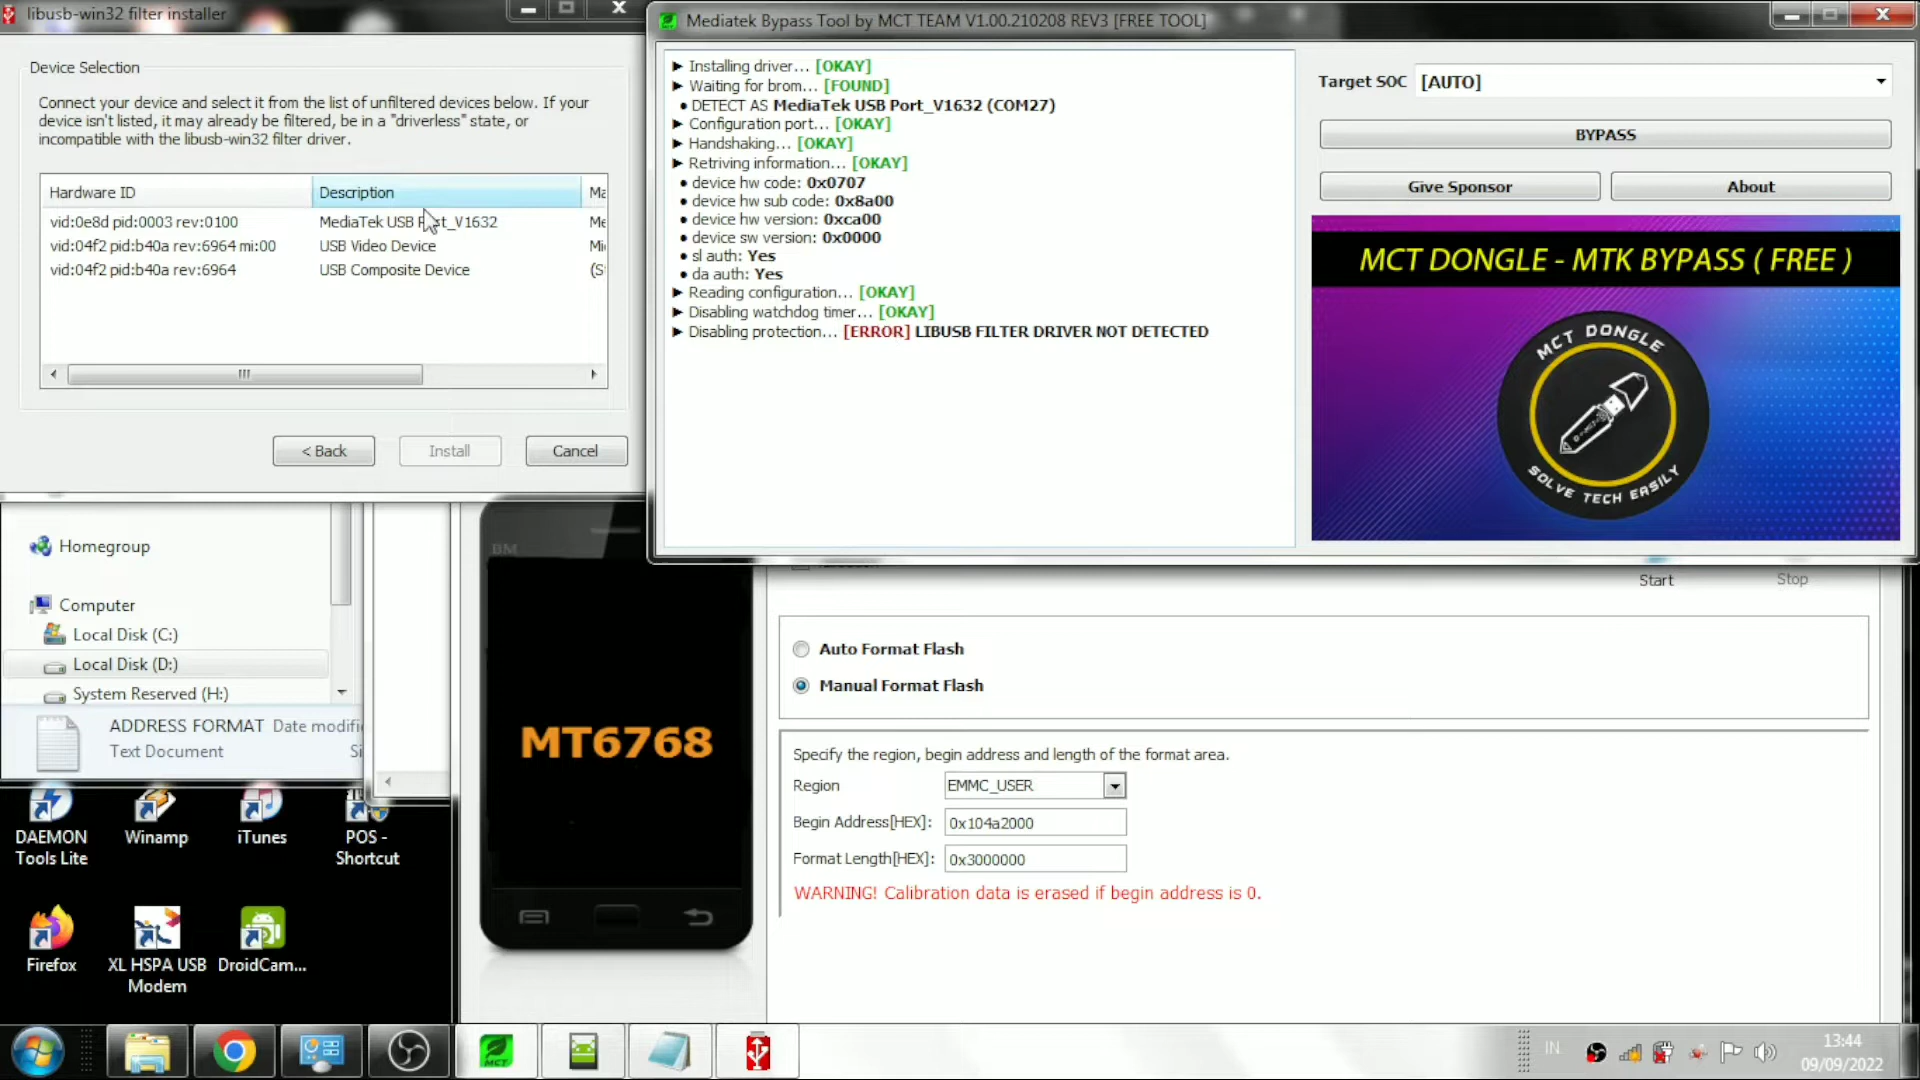 libusb-win32 filter installer
Device Selection
Connect your device and select it from the list of unfiltered devices below. If your
device isn't listed, it may already be filtered, be in a "driverless" state, or
incompatible with the libusb-win32 filter driver.
Hardware ID Description Ma
vid:0e8d pid:0003 rev:0100 MediaTek USB Port_V1632 Me
vid:04f2 pid:b40a rev:6964 mi:00 USB Video Device Mi
vid:04f2 pid:b40a rev:6964 USB Composite Device (S
< Back Install Cancel
Mediatek Bypass Tool by MCT TEAM V1.00.210208 REV3 [FREE TOOL]
Installing driver... [OKAY]
Waiting for brom... [FOUND]
DETECT AS MediaTek USB Port_V1632 (COM27)
Configuration port... [OKAY]
Handshaking... [OKAY]
Retriving information... [OKAY]
device hw code: 0x0707
device hw sub code: 0x8a00
device hw version: 0xca00
device sw version: 0x0000
sl auth: Yes
da auth: Yes
Reading configuration... [OKAY]
Disabling watchdog timer... [OKAY]
Disabling protection... [ERROR] LIBUSB FILTER DRIVER NOT DETECTED
Target SOC [AUTO]
BYPASS
Give Sponsor About
MCT DONGLE - MTK BYPASS ( FREE )
MCT DONGLE
SOLVE TECH EASILY
Homegroup
Computer
Local Disk (C:)
Local Disk (D:)
System Reserved (H:)
ADDRESS FORMAT Date modifi
Text Document Si
BM
MT6768
Start Stop
Auto Format Flash
Manual Format Flash
Specify the region, begin address and length of the format area.
Region EMMC_USER
Begin Address[HEX]: 0x104a2000
Format Length[HEX]: 0x3000000
WARNING! Calibration data is erased if begin address is 0.
DAEMON
Tools Lite
Winamp
iTunes
POS -
Shortcut
Firefox
XL HSPA USB
Modem
DroidCam...
MCT
IN
13:44
09/09/2022